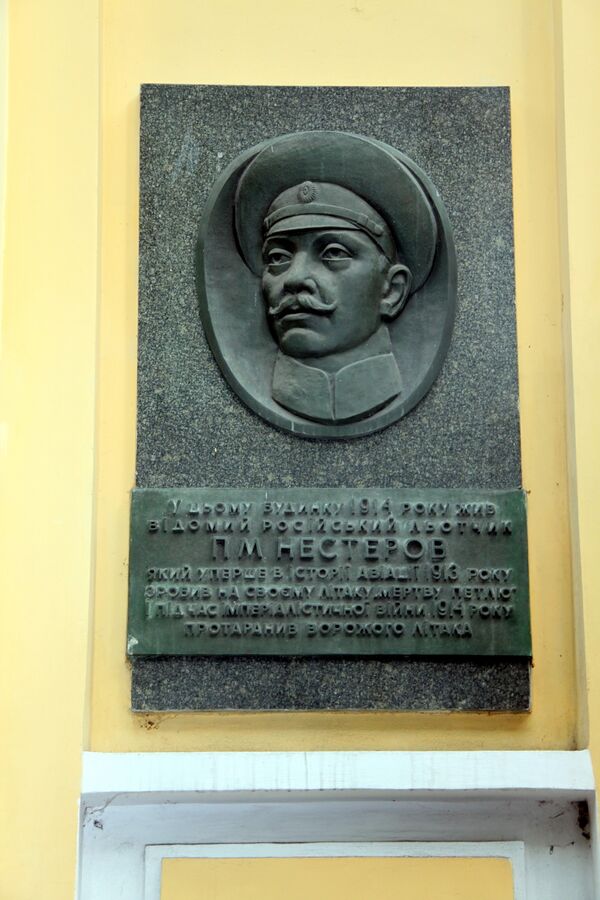 У ЦЬОМУ БУДИНКУ 1914 РОКУ ЖИВ
ВІДОМИЙ РОСІЙСЬКИЙ ЛЬОТЧИК
П.М. НЕСТЕРОВ
ЯКИЙ УПЕРШЕ В ІСТОРІЇ АВІАЦІЇ 1913 РОКУ
ЗРОБИВ НА СВОЄМУ ЛІТАКУ „МЕРТВУ ПЕТЛЮ”
І ПІД ЧАС ІМПЕРІАЛІСТИЧНОЇ ВІЙНИ 1914 РОКУ
ПРОТАРАНИВ ВОРОЖОГО ЛІТАКА